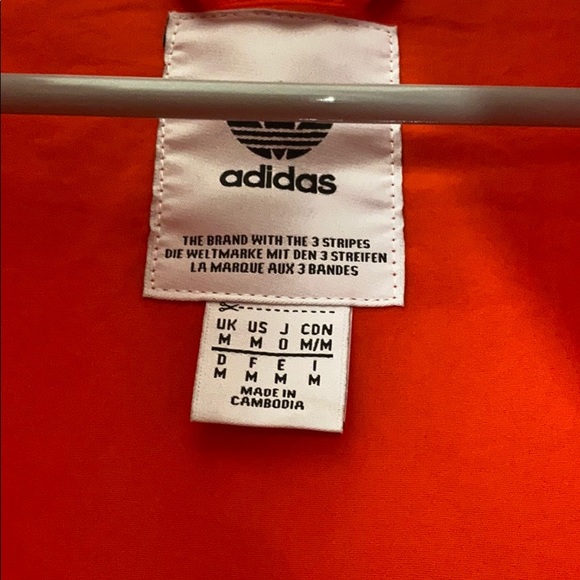 adidas
THE BRAND WITH THE 3 STRIPES
DIE WELTMARKE MIT DEN 3 STREIFEN
LA MARQUE AUX 3 BANDES
UK US J CDN
M M O M/M
D F E I
M M M M
MADE IN
CAMBODIA